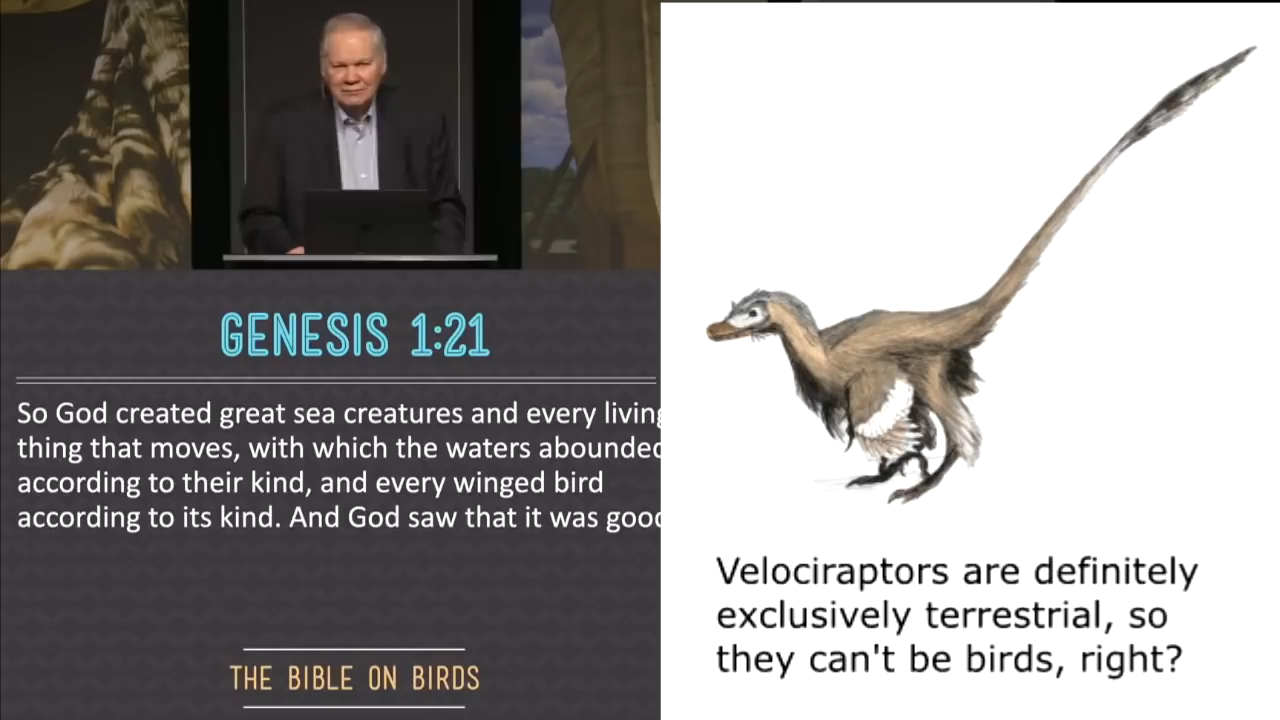 GENESIS 1:21
So God created great sea creatures and every living
thing that moves, with which the waters abounded
according to their kind, and every winged bird
according to its kind. And God saw that it was good
THE BIBLE ON BIRDS
Velociraptors are definitely
exclusively terrestrial, so
they can't be birds, right?